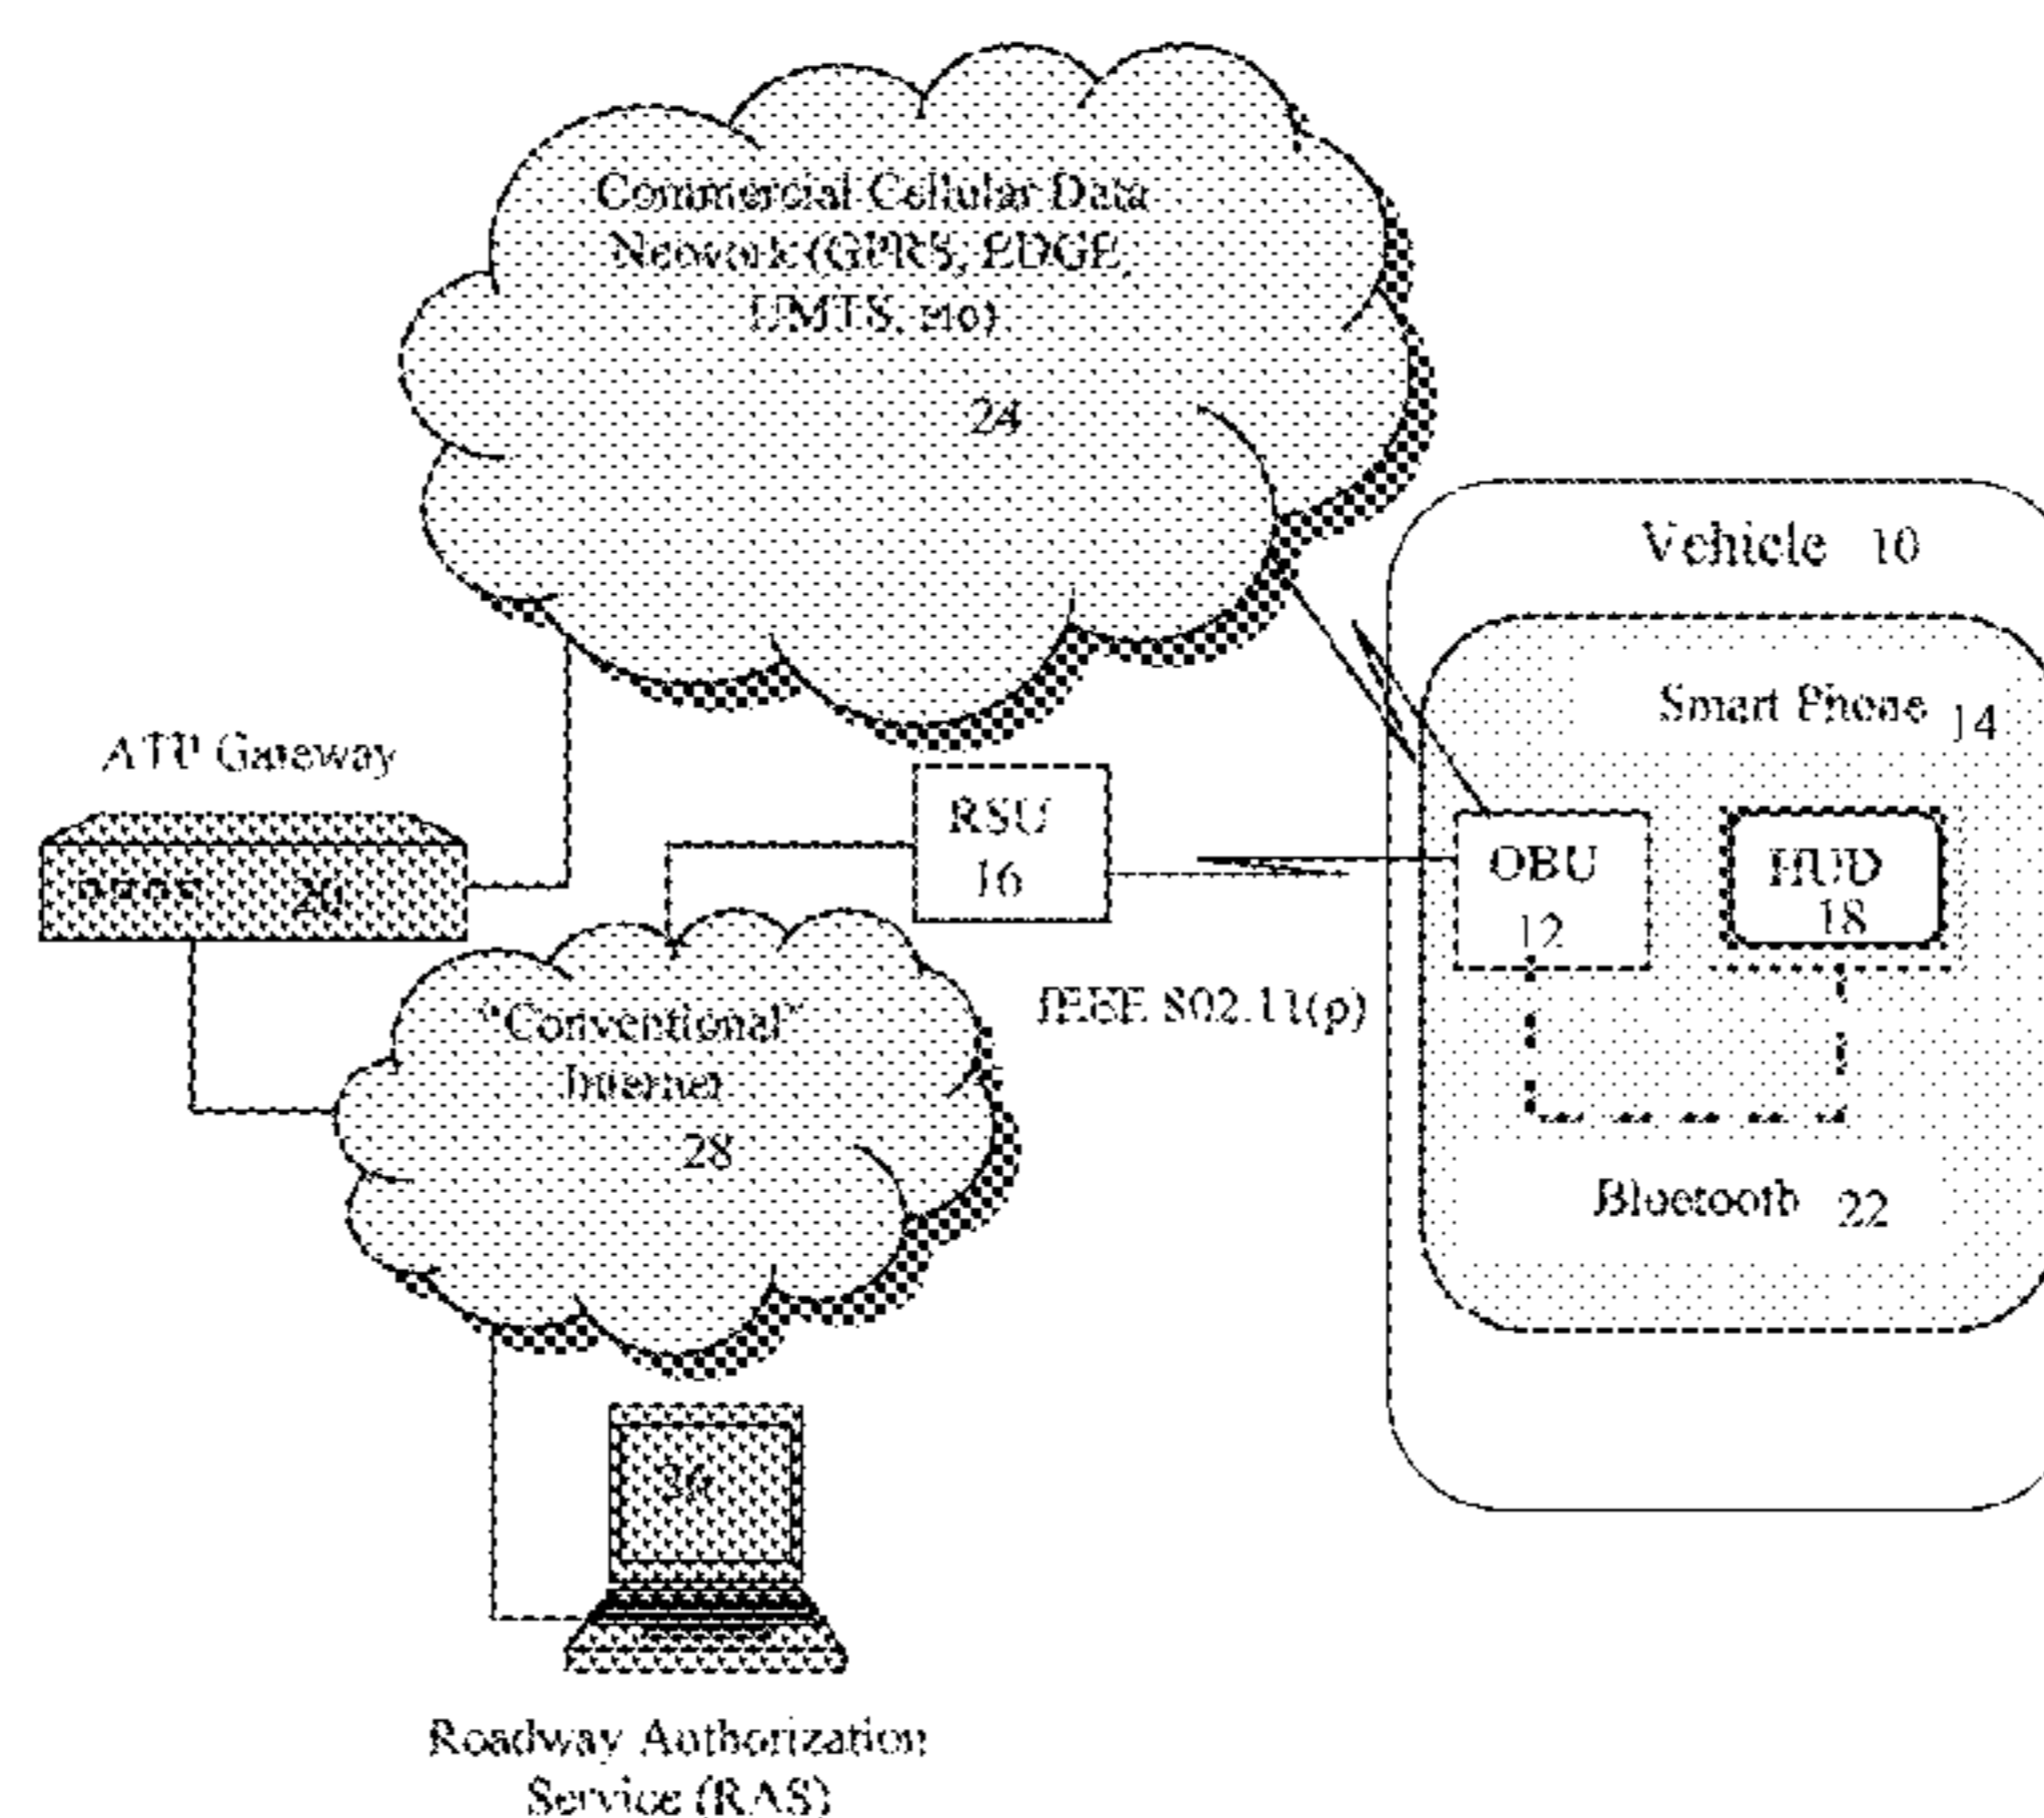 Commercial Cellular Data
Network (GPRS, EDGE,
UMTS, etc)
24
Vehicle 10
Smart Phone 14
ATP Gateway
RSU
16
OBU
12
HUD
18
"Conventional"
Internet
28
IEEE 802.11(p)
Bluetooth 22
Roadway Authorization
Service (RAS)